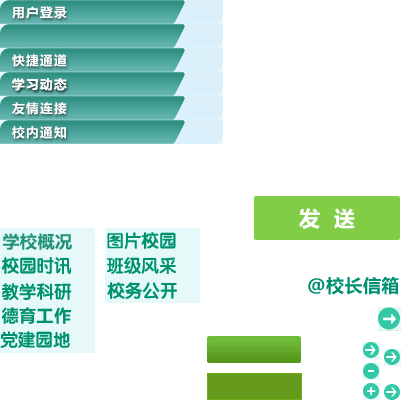 用户登录
快捷通道
学习动态
友情连接
校内通知
发 送
学校概况
图片校园
校园时讯
班级风采
@校长信箱
教学科研
校务公开
德育工作
党建园地